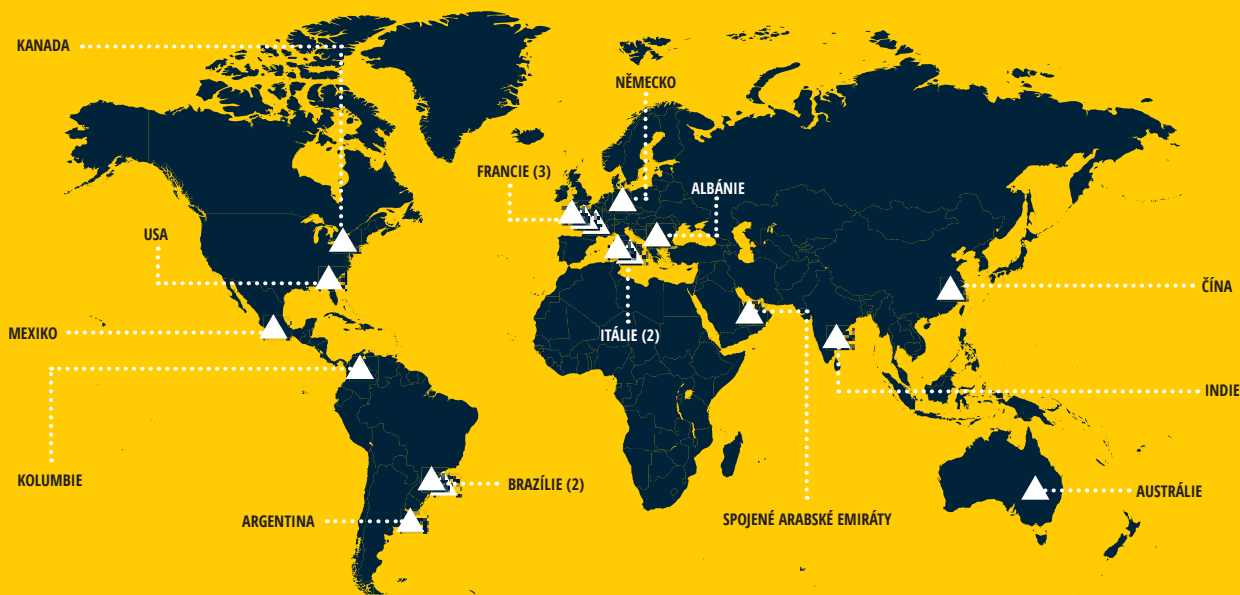 KANADA
NĚMECKO
FRANCIE (3)
ALBÁNIE
USA
ČÍNA
MEXIKO
ITÁLIE (2)
INDIE
KOLUMBIE
BRAZÍLIE (2)
AUSTRÁLIE
ARGENTINA
SPOJENÉ ARABSKÉ EMIRÁTY